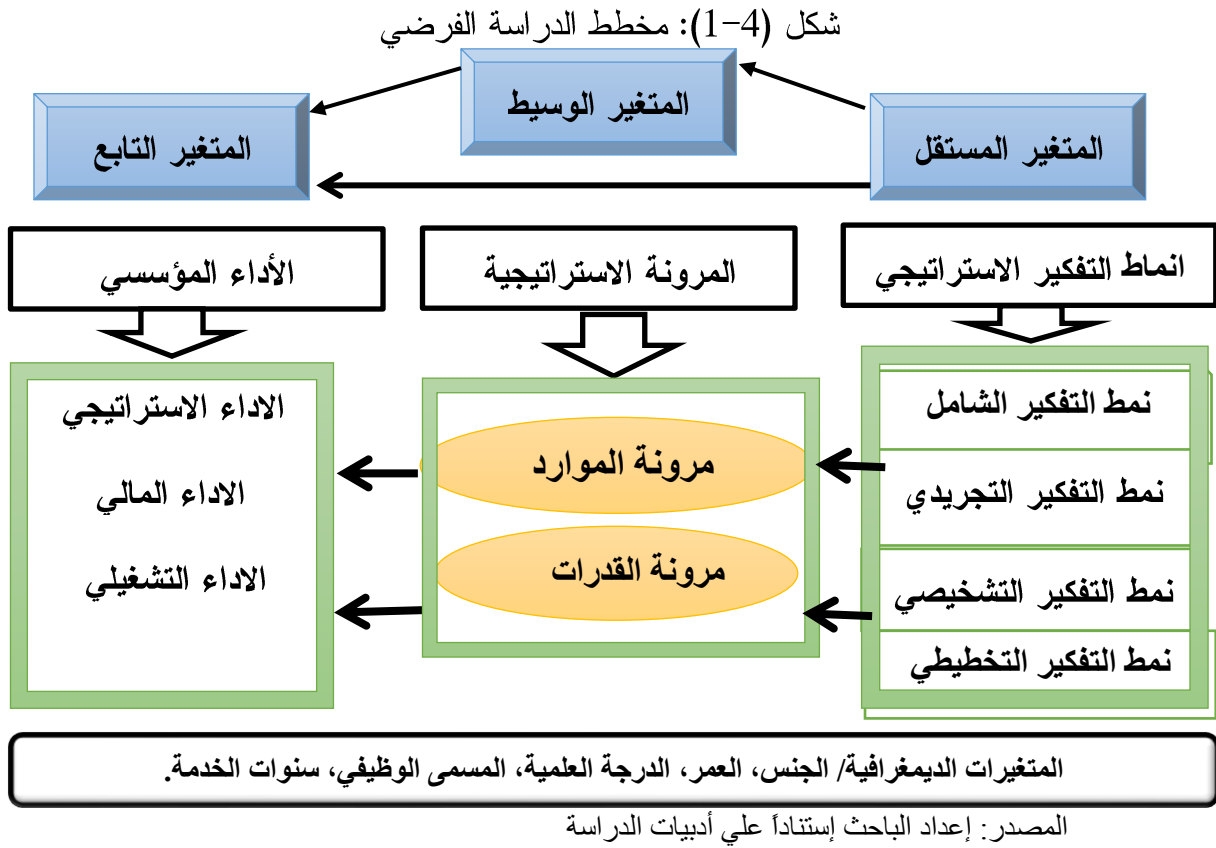 شكل (4-1): مخطط الدراسة الفرضي
المتغير المستقل
المتغير الوسيط
المتغير التابع
انماط التفكير الاستراتيجي
المرونة الاستراتيجية
الأداء المؤسسي
نمط التفكير الشامل
نمط التفكير التجريدي
نمط التفكير التشخيصي
نمط التفكير التخطيطي
مرونة الموارد
مرونة القدرات
الاداء الاستراتيجي
الاداء المالي
الاداء التشغيلي
المتغيرات الديمغرافية/ الجنس، العمر، الدرجة العلمية، المسمى الوظيفي، سنوات الخدمة.
المصدر: إعداد الباحث إستناداً علي أدبيات الدراسة